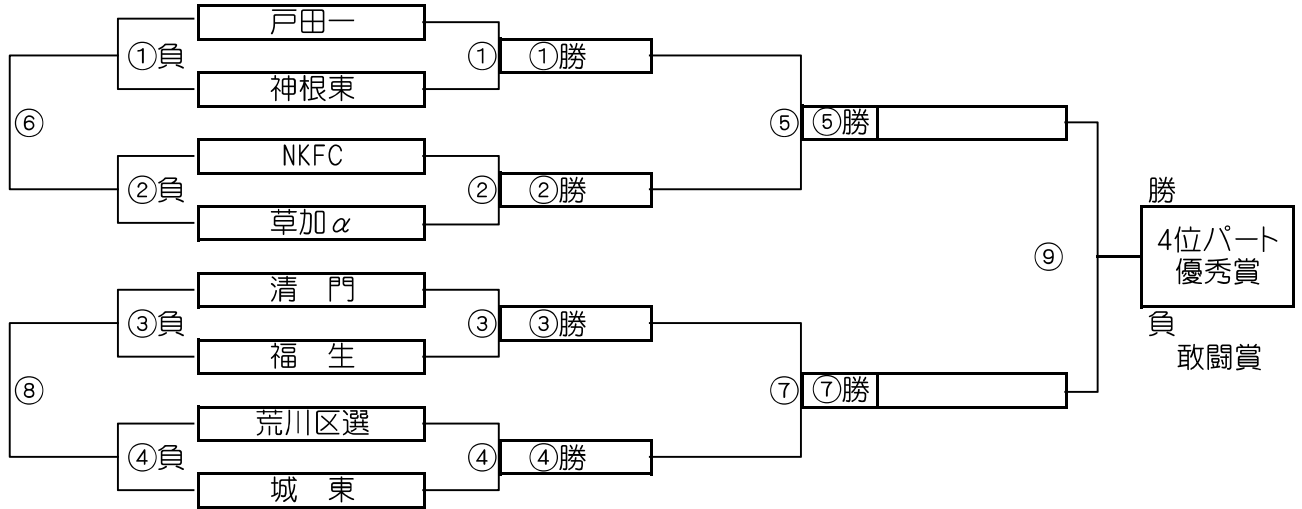 戸田一
①負
①
①勝
神根東
⑥
⑤
⑤勝
NKFC
②負
②
②勝
草加α
勝
4位パート
優秀賞
⑨
清 門
③負
③
③勝
負
福 生
敢闘賞
⑧
⑦
⑦勝
荒川区選
④負
④
④勝
城 東